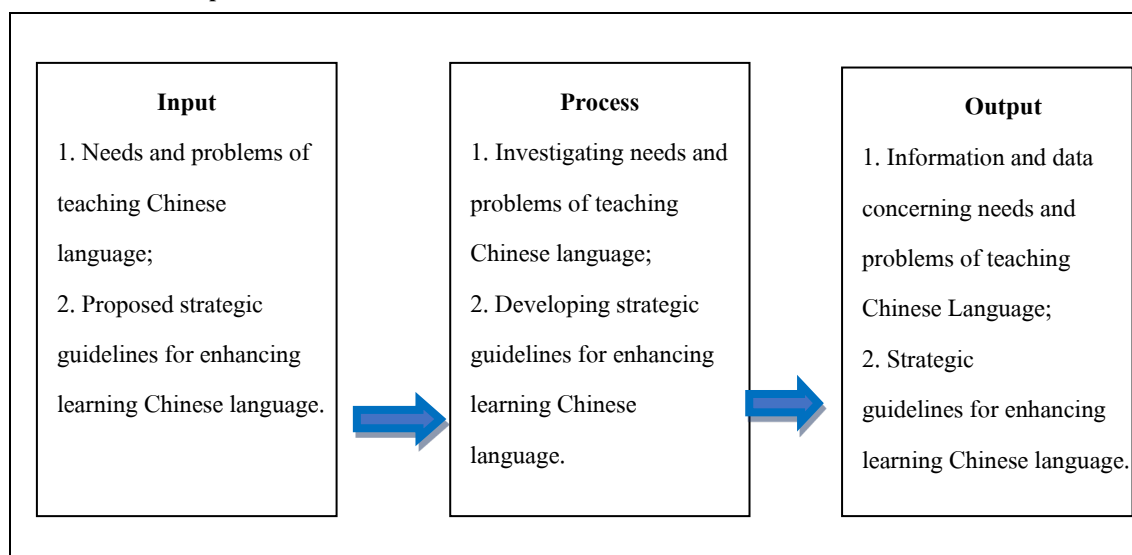 Input
1. Needs and problems of
teaching Chinese
language;
2. Proposed strategic
guidelines for enhancing
learning Chinese language.
Process
1. Investigating needs and
problems of teaching
Chinese language;
2. Developing strategic
guidelines for enhancing
learning Chinese
language.
Output
1. Information and data
concerning needs and
problems of teaching
Chinese Language;
2. Strategic
guidelines for enhancing
learning Chinese language.